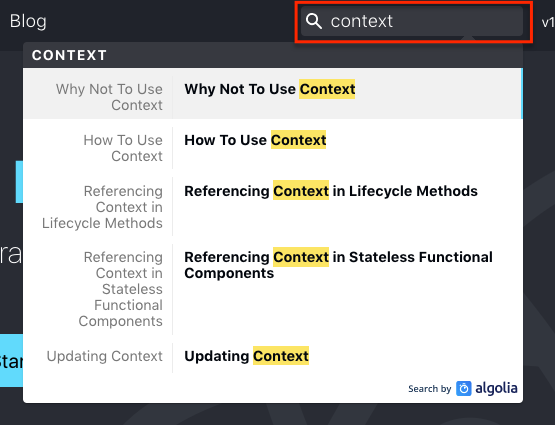 Blog
context
v1
CONTEXT
Why Not To Use
Context
Why Not To Use Context
How To Use
Context
How To Use Context
Referencing
Context in
Lifecycle Methods
Referencing Context in Lifecycle Methods
Referencing
Context in
Stateless
Functional
Components
Referencing Context in Stateless Functional
Components
Updating Context
Updating Context
ra
Star
Search by algolia